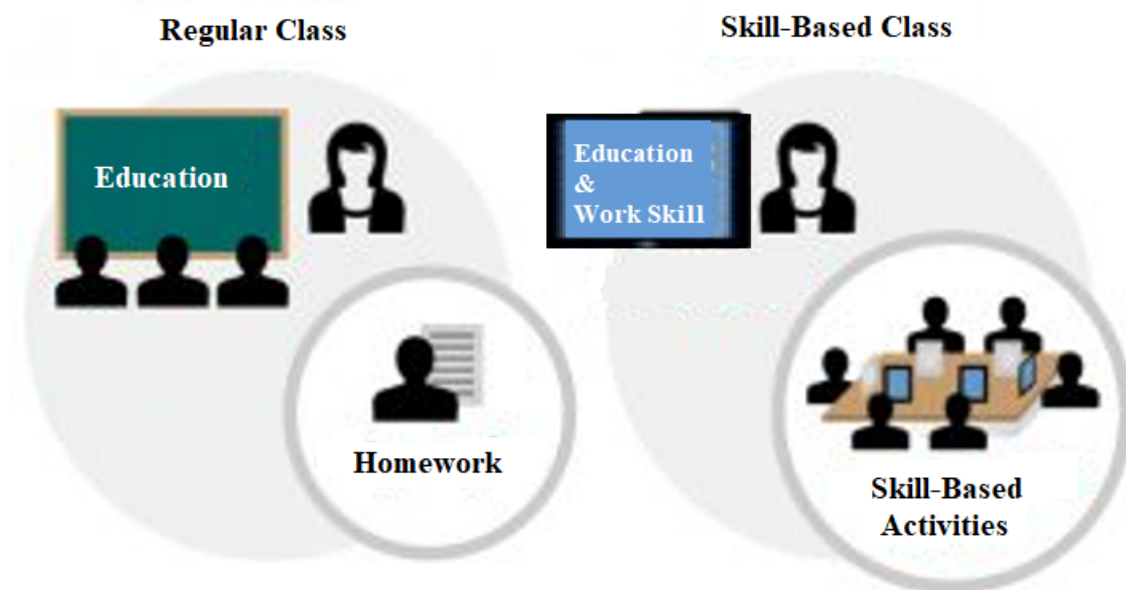 Regular Class
Skill-Based Class
Education
Education
&
Work Skill
Homework
Skill-Based
Activities